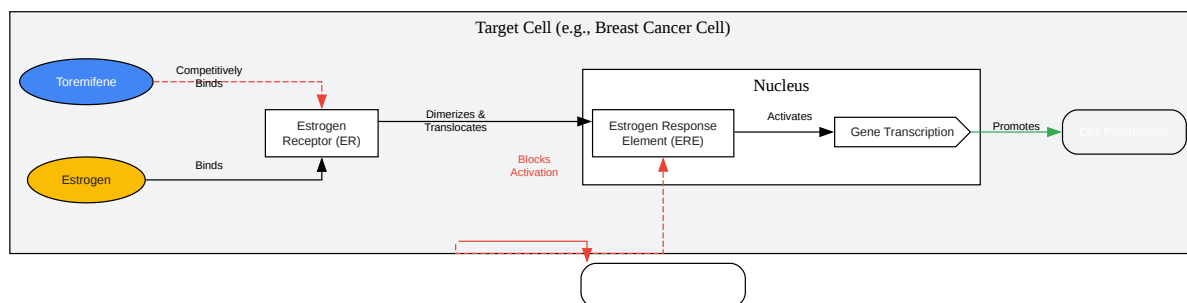 Target Cell (e.g., Breast Cancer Cell)
Toremifene
Competitively
Binds
Estrogen
Receptor (ER)
Estrogen
Binds
Dimerizes &
Translocates
Blocks
Activation
Nucleus
Estrogen Response
Element (ERE)
Activates
Gene Transcription
Promotes
Cell Proliferation